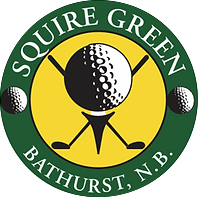 SQUIRE GREEN
BATHURST, N.B.